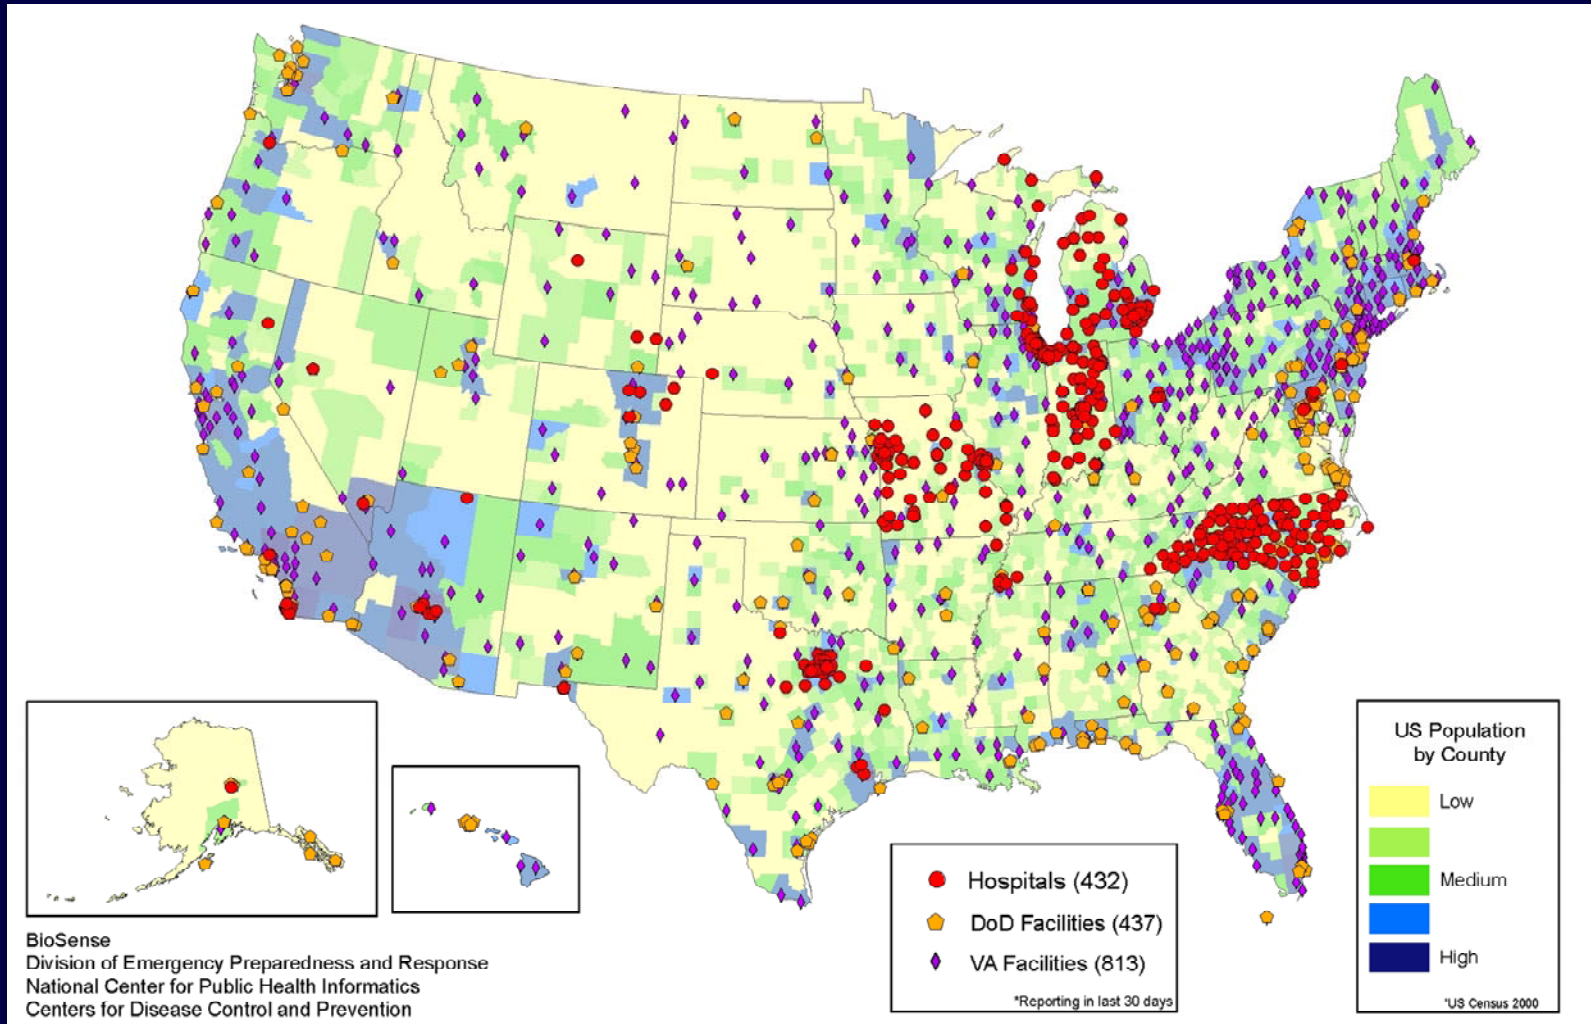 US Population
by County
Low
Medium
High
*US Census 2000
Hospitals (432)
DoD Facilities (437)
VA Facilities (813)
*Reporting in last 30 days
BioSense
Division of Emergency Preparedness and Response
National Center for Public Health Informatics
Centers for Disease Control and Prevention